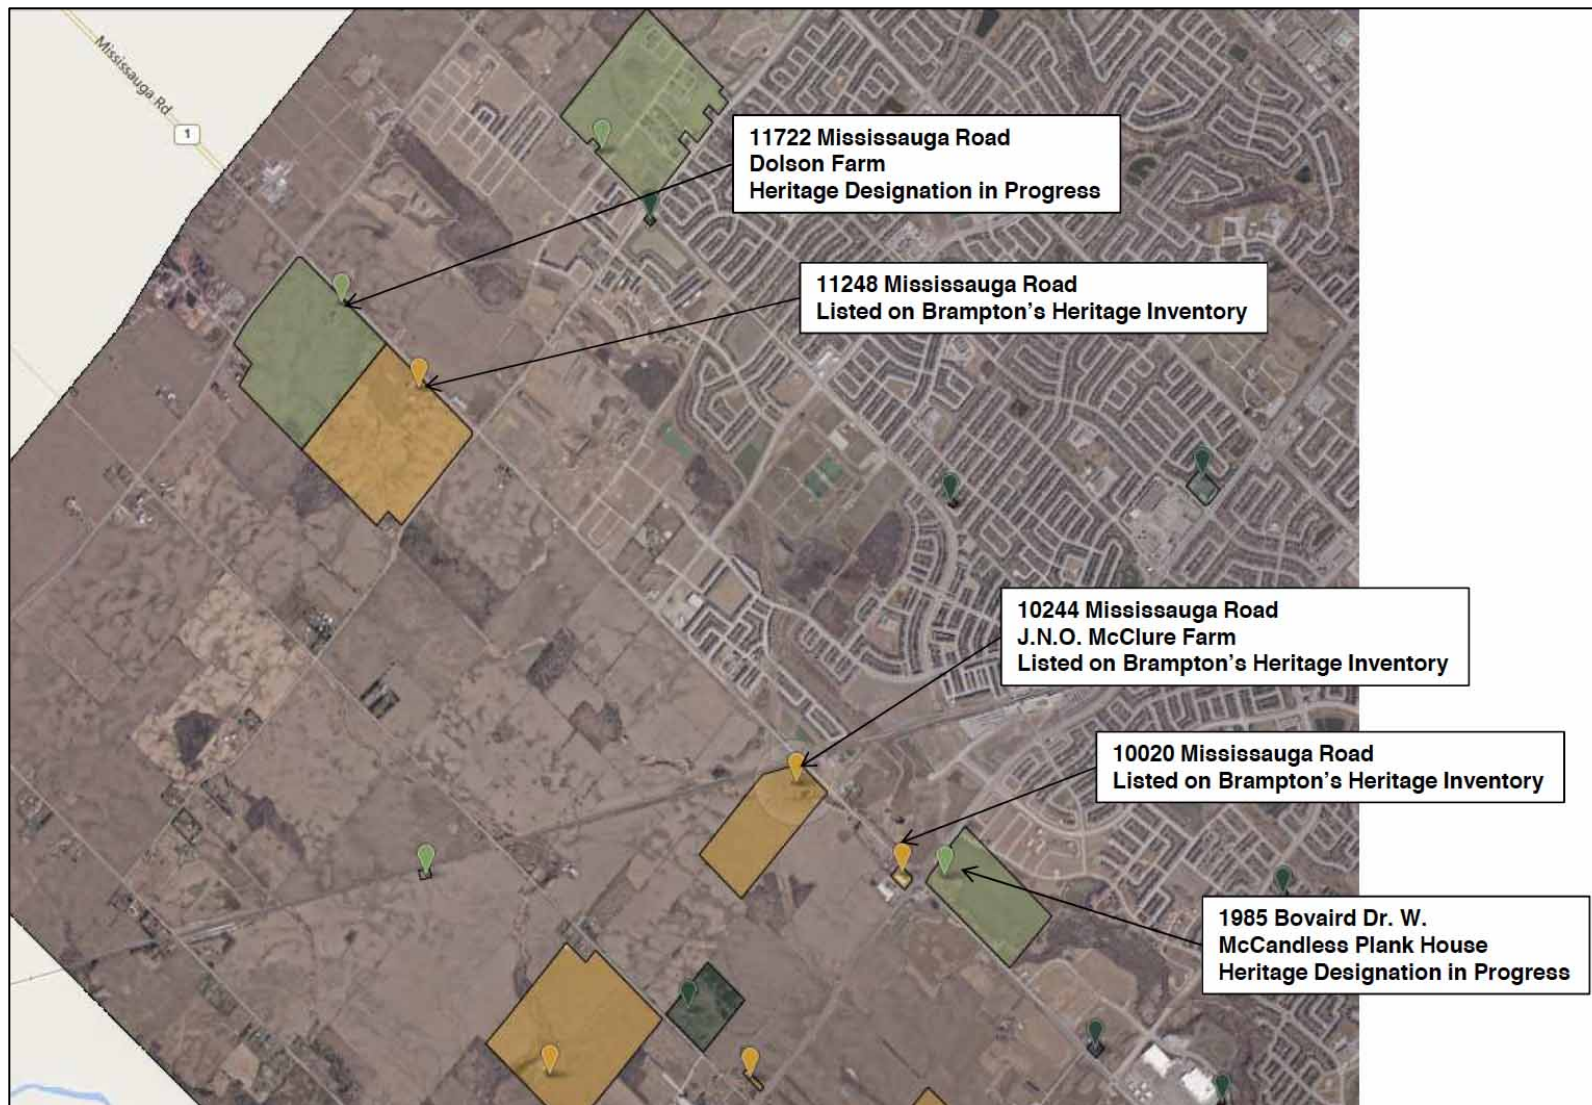 Mississauga Rd
1
11722 Mississauga Road
Dolson Farm
Heritage Designation in Progress
11248 Mississauga Road
Listed on Brampton's Heritage Inventory
10244 Mississauga Road
J.N.O. McClure Farm
Listed on Brampton's Heritage Inventory
10020 Mississauga Road
Listed on Brampton's Heritage Inventory
1985 Bovaird Dr. W.
McCandless Plank House
Heritage Designation in Progress